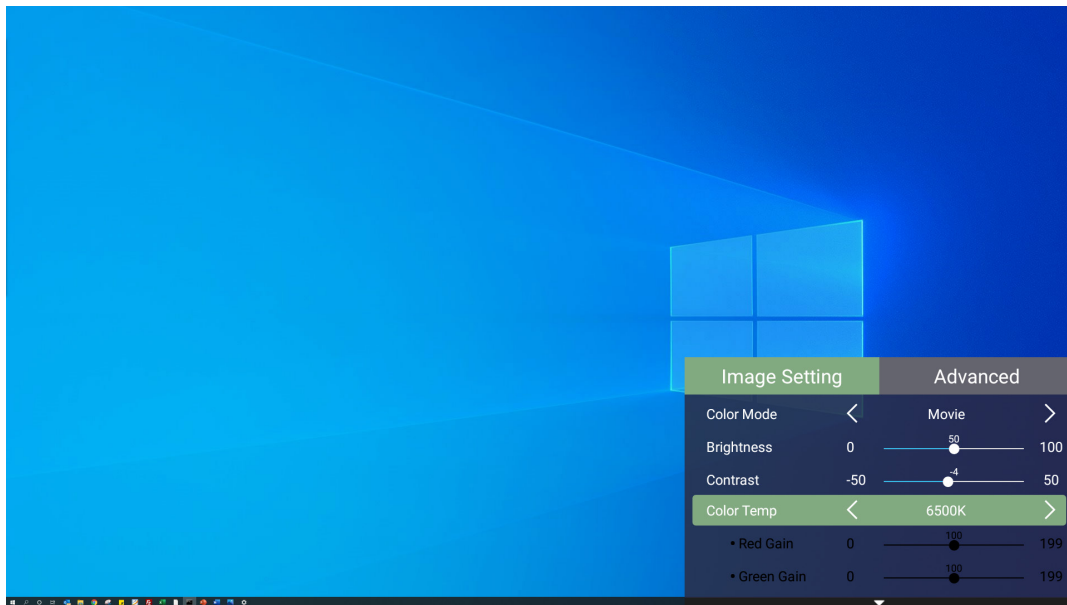 Image Setting Advanced
Color Mode Movie
Brightness 0 50 100
Contrast -50 -4 50
Color Temp 6500K
• Red Gain 0 100 199
• Green Gain 0 100 199